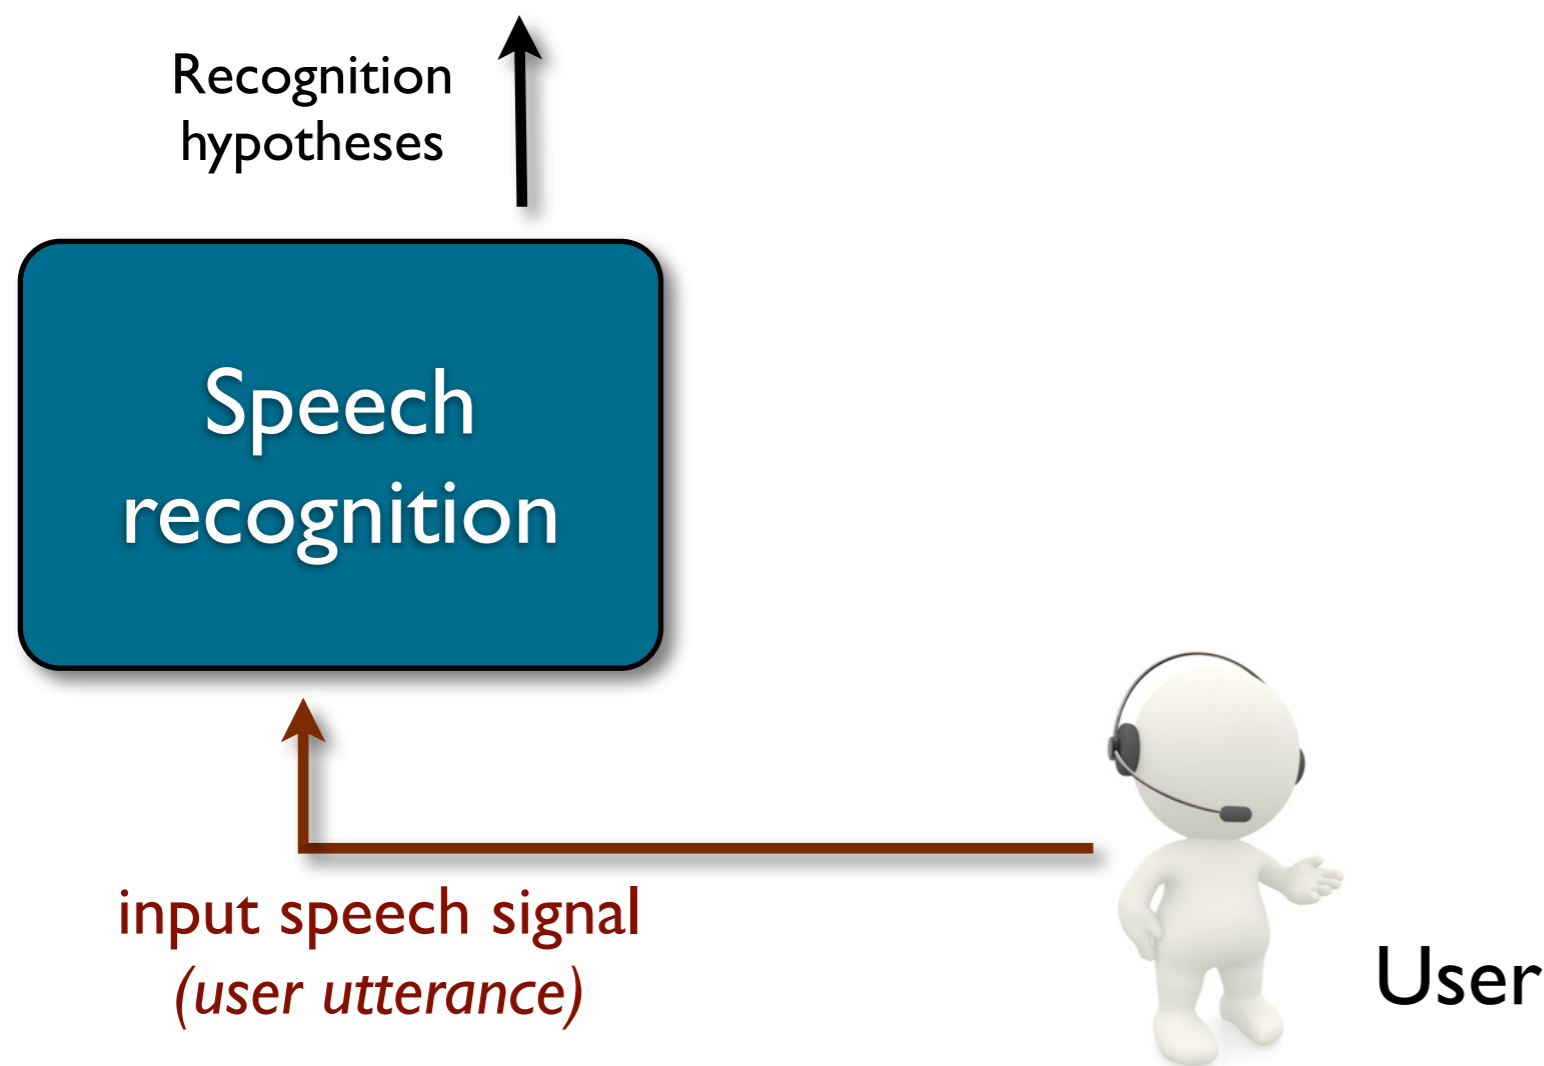 Recognition
hypotheses
Speech
recognition
input speech signal
(user utterance)
User